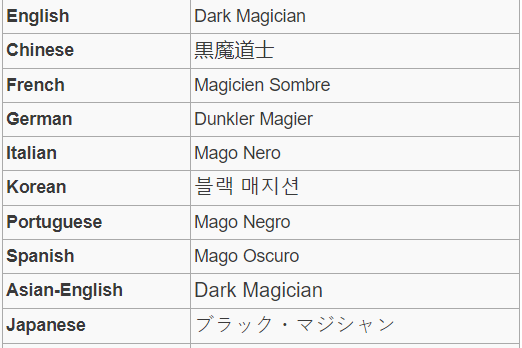 English Dark Magician
Chinese 黒魔道士
French Magicien Sombre
German Dunkler Magier
Italian Mago Nero
Korean 블랙 매지션
Portuguese Mago Negro
Spanish Mago Oscuro
Asian-English Dark Magician
Japanese ブラック・マジシャン